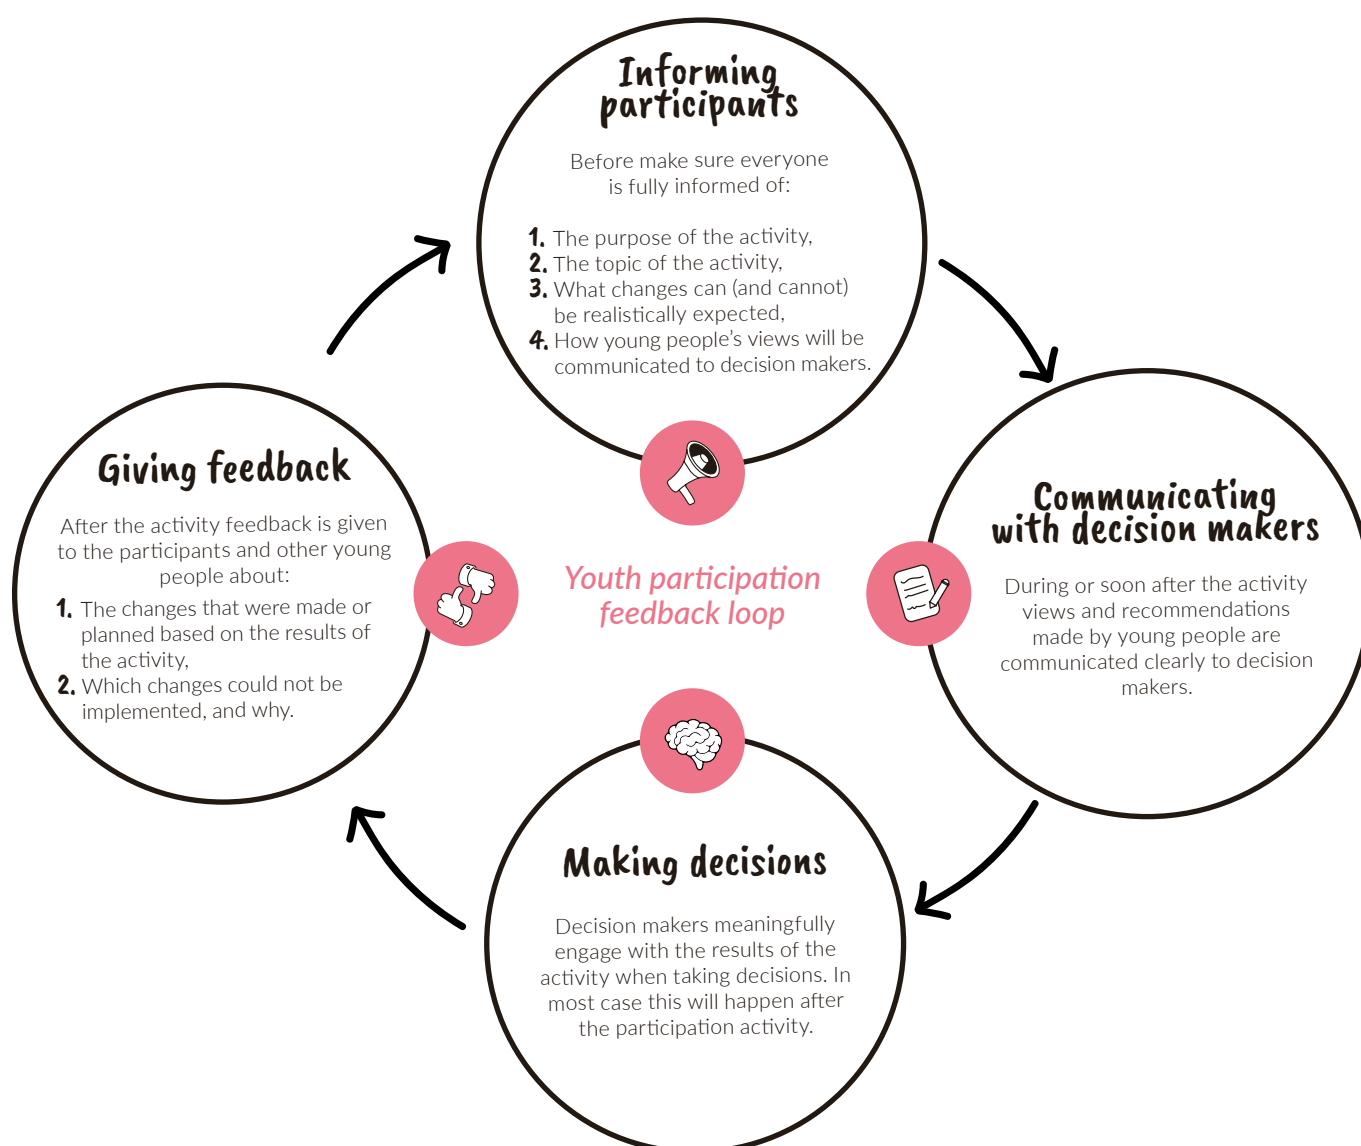 Informing
participants
Before make sure everyone
is fully informed of:
1. The purpose of the activity,
2. The topic of the activity,
3. What changes can (and cannot)
be realistically expected,
4. How young people's views will be
communicated to decision makers.
Communicating
with decision makers
During or soon after the activity
views and recommendations
made by young people are
communicated clearly to decision
makers.
Making decisions
Decision makers meaningfully
engage with the results of the
activity when taking decisions. In
most case this will happen after
the participation activity.
Giving feedback
After the activity feedback is given
to the participants and other young
people about:
1. The changes that were made or
planned based on the results of
the activity,
2. Which changes could not be
implemented, and why.
Youth participation
feedback loop